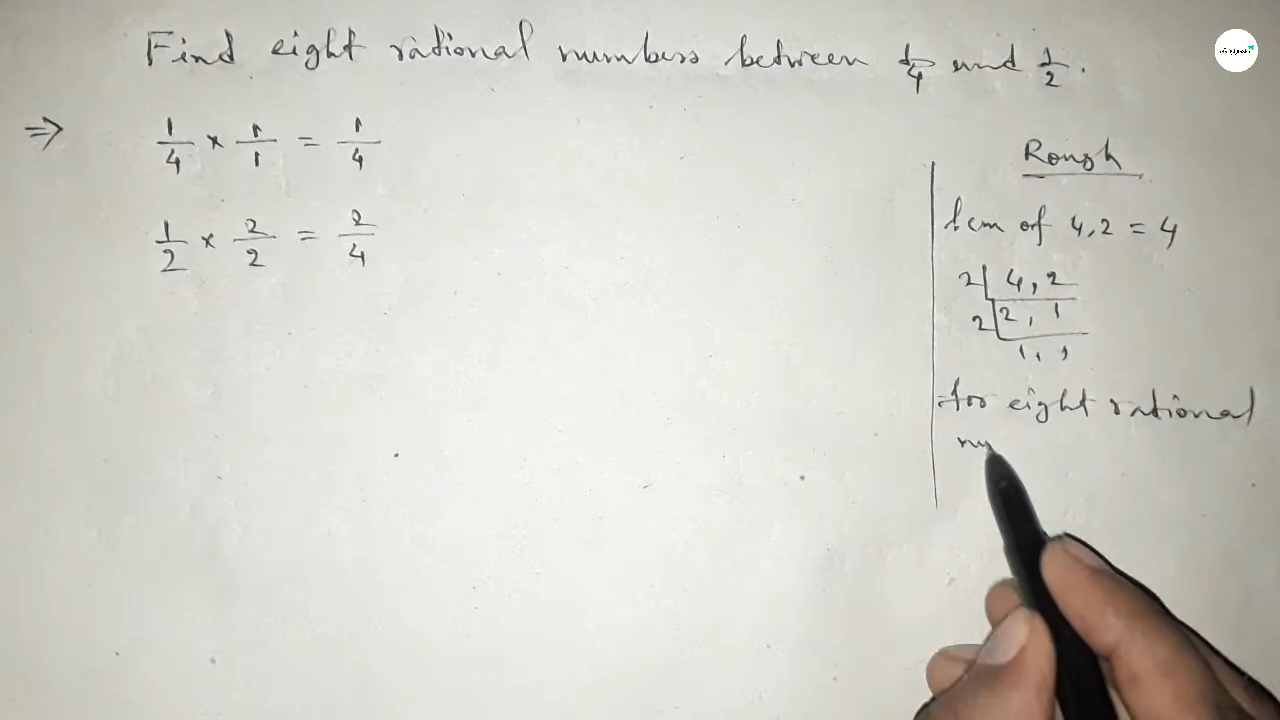 Find eight rational numbers between 1/4 and 1/2.
⇒ 1/4 × 1/1 = 1/4
1/2 × 2/2 = 2/4
Rough
lcm of 4,2 = 4
2 | 4, 2
2 | 2, 1
1, 1
for eight rational